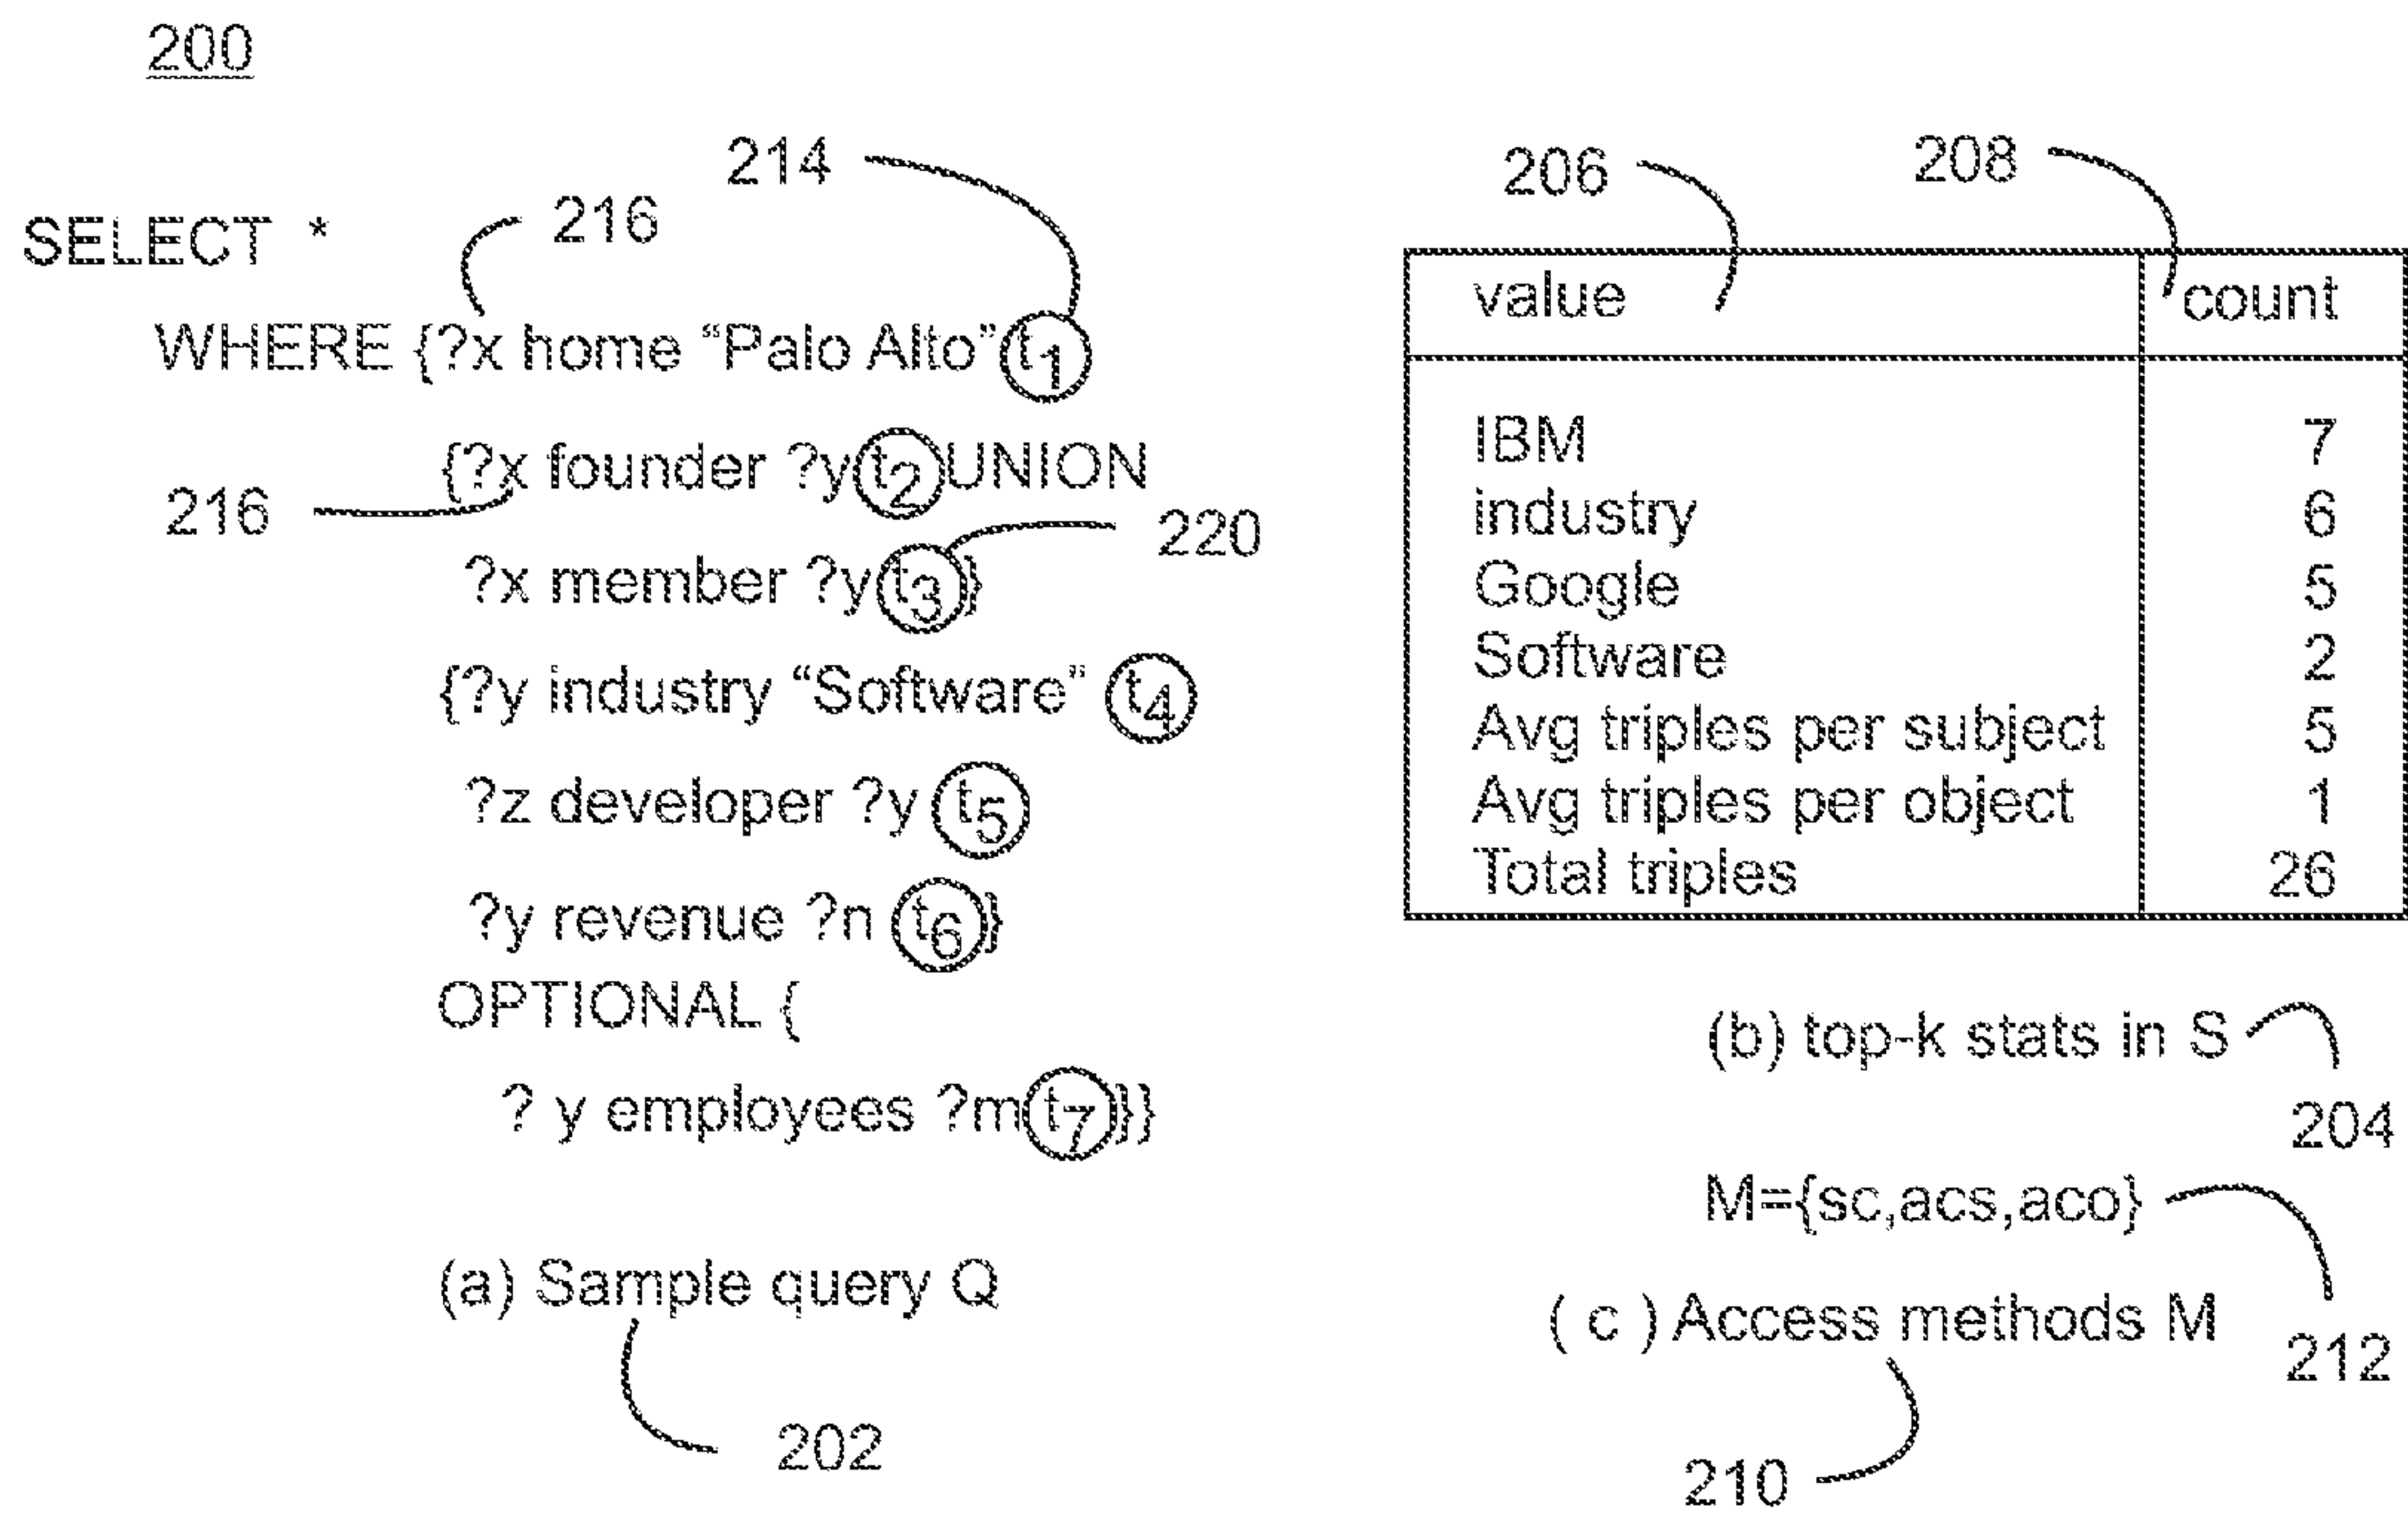 200
214
216
SELECT *
WHERE {?x home “Palo Alto” t1
{?x founder ?y t2 UNION
216
220
?x member ?y t3}
{?y industry “Software” t4
?z developer ?y t5
?y revenue ?n t6}
OPTIONAL {
? y employees ?m t7}}
(a) Sample query Q
202
206
208
value count
IBM 7
industry 6
Google 5
Software 2
Avg triples per subject 5
Avg triples per object 1
Total triples 26
(b) top-k stats in S
204
M={sc,acs,aco}
( c ) Access methods M
212
210